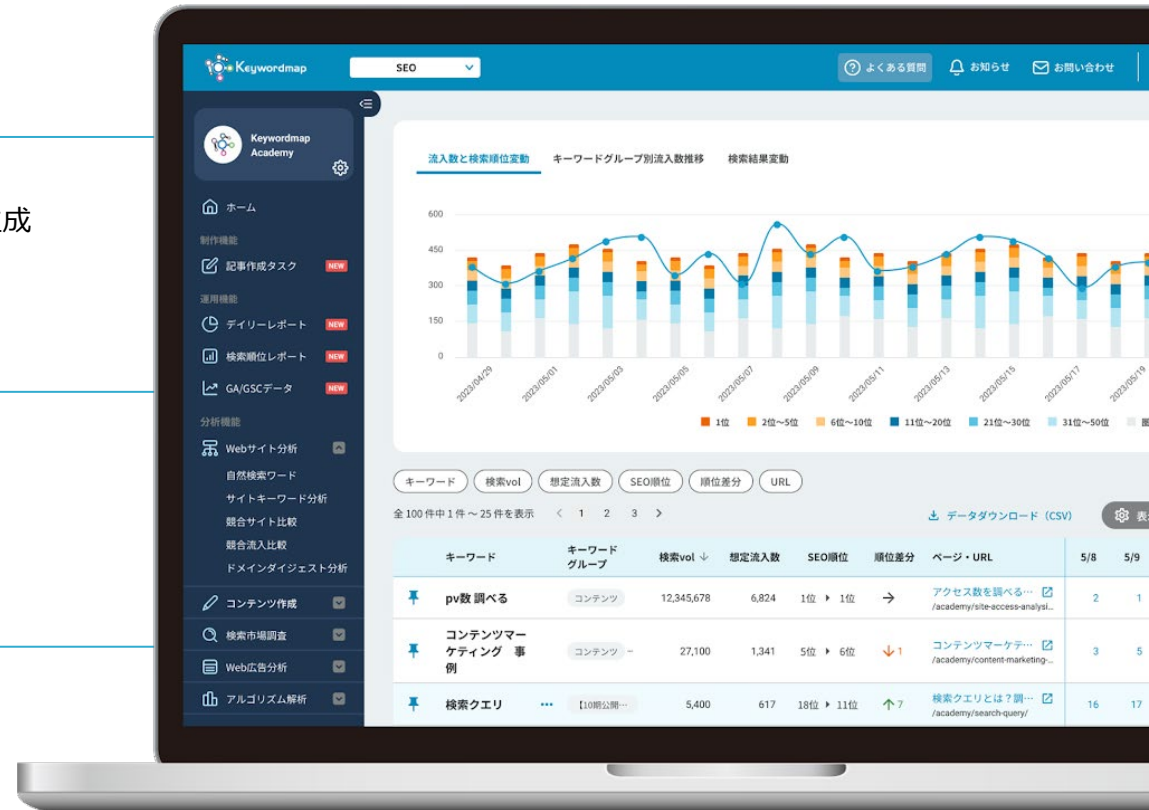 成
Keywordmap
SEO
よくある質問
お知らせ
お問い合わせ
Keywordmap
Academy
ホーム
制作機能
記事作成タスク
NEW
運用機能
デイリーレポート
NEW
検索順位レポート
NEW
GA/GSCデータ
NEW
分析機能
Webサイト分析
自然検索ワード
サイトキーワード分析
競合サイト比較
競合流入比較
ドメインダイジェスト分析
コンテンツ作成
検索市場調査
Web広告分析
アルゴリズム解析
流入数と検索順位変動
キーワードグループ別流入数推移
検索結果変動
600
450
300
150
0
2023/04/29
2023/05/01
2023/05/03
2023/05/05
2023/05/07
2023/05/09
2023/05/11
2023/05/13
2023/05/15
2023/05/17
2023/05/19
1位
2位~5位
6位~10位
11位~20位
21位~30位
31位~50位
圏
キーワード
検索vol
想定流入数
SEO順位
順位差分
URL
全100件中1件~25件を表示
< 1 2 3 >
データダウンロード(CSV)
表
キーワード
キーワード
グループ
検索vol ↓
想定流入数
SEO順位
順位差分
ページ・URL
5/8
5/9
pv数 調べる
コンテンツ
12,345,678
6,824
1位 ▶ 1位
→
アクセス数を調べる…
/academy/site-access-analysi...
2
1
コンテンツマー
ケティング 事
例
コンテンツ –
27,100
1,341
5位 ▶ 6位
↓1
コンテンツマーケテ…
/academy/content-marketing-...
3
5
検索クエリ
•••
【10期公開…
5,400
617
18位 ▶ 11位
↑7
検索クエリとは?調…
/academy/search-query/
16
17